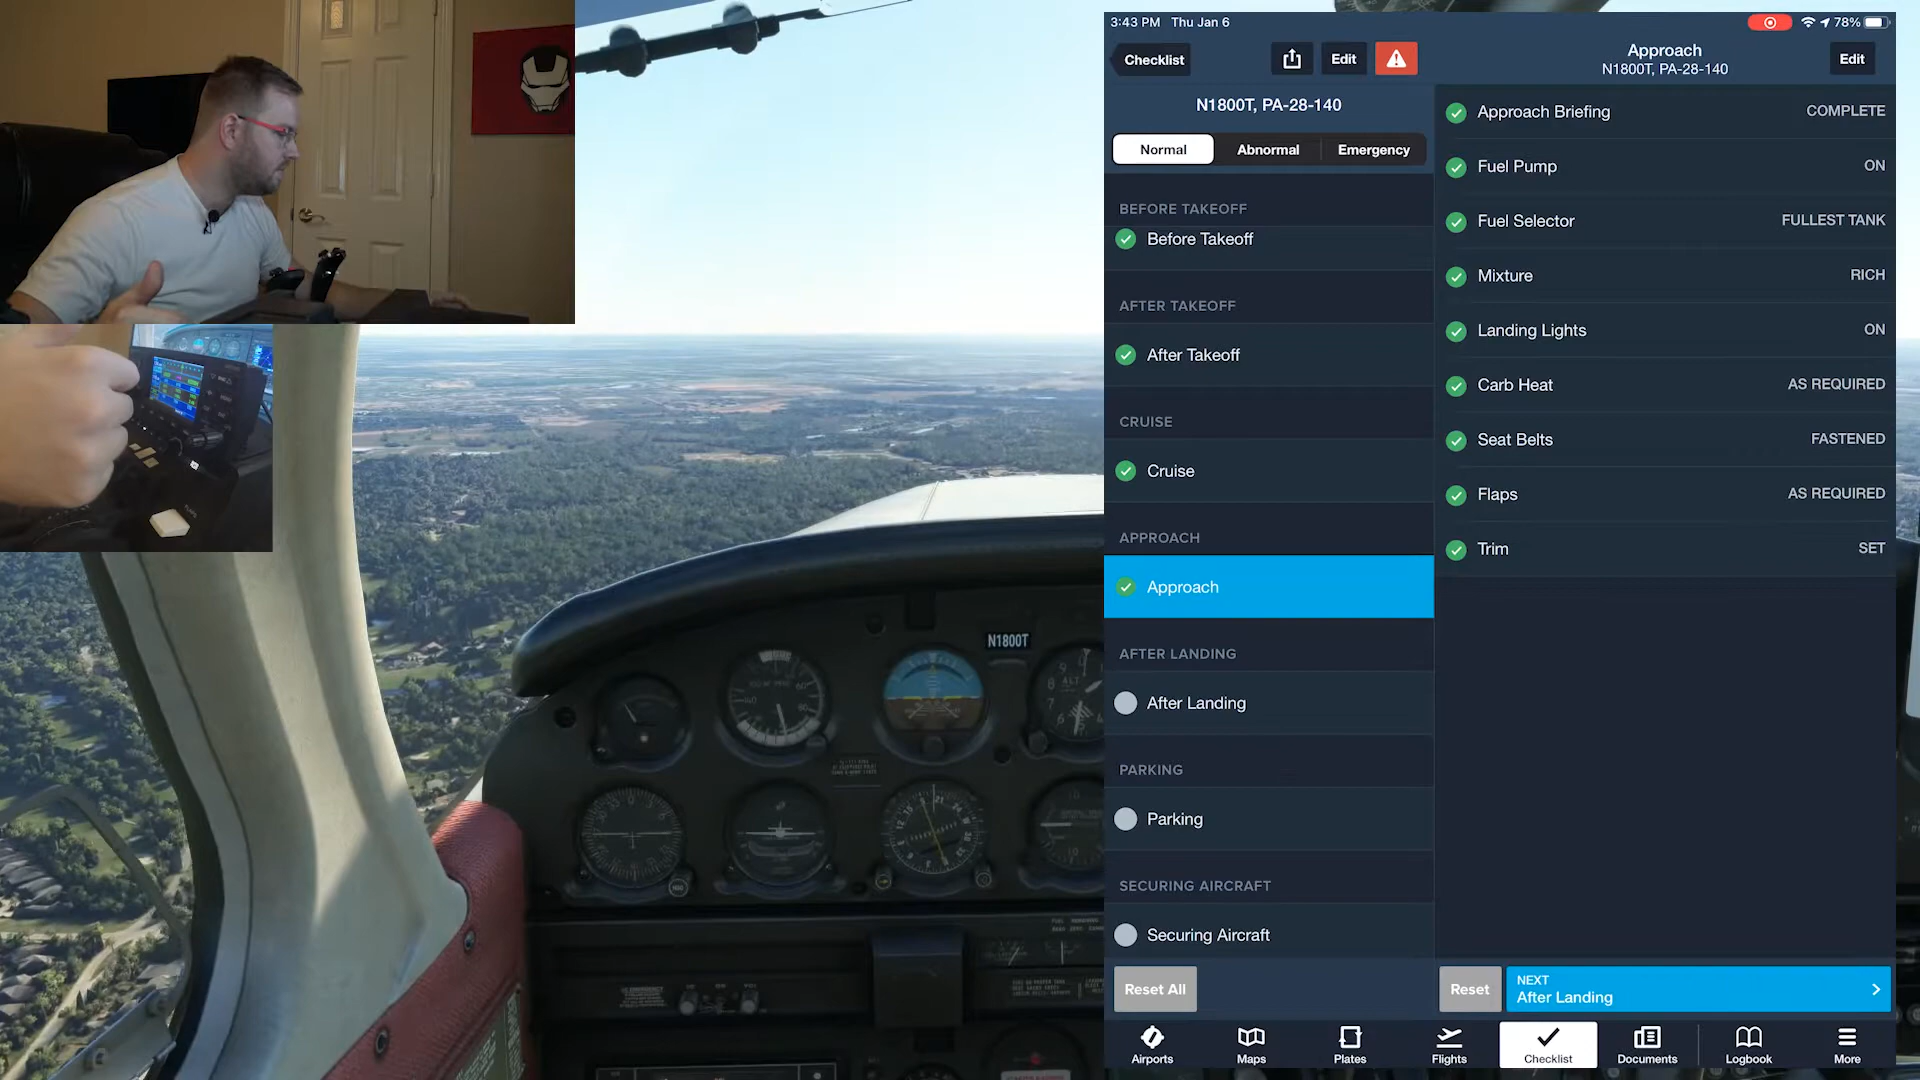 3:43 PM Thu Jan 6
78%
Checklist
Edit
Approach
N1800T, PA-28-140
Edit
N1800T, PA-28-140
Normal
Abnormal
Emergency
BEFORE TAKEOFF
Before Takeoff
AFTER TAKEOFF
After Takeoff
CRUISE
Cruise
APPROACH
Approach
AFTER LANDING
After Landing
PARKING
Parking
SECURING AIRCRAFT
Securing Aircraft
Reset All
Approach Briefing COMPLETE
Fuel Pump ON
Fuel Selector FULLEST TANK
Mixture RICH
Landing Lights ON
Carb Heat AS REQUIRED
Seat Belts FASTENED
Flaps AS REQUIRED
Trim SET
Reset
NEXT
After Landing
Airports
Maps
Plates
Flights
Checklist
Documents
Logbook
More
N1800T